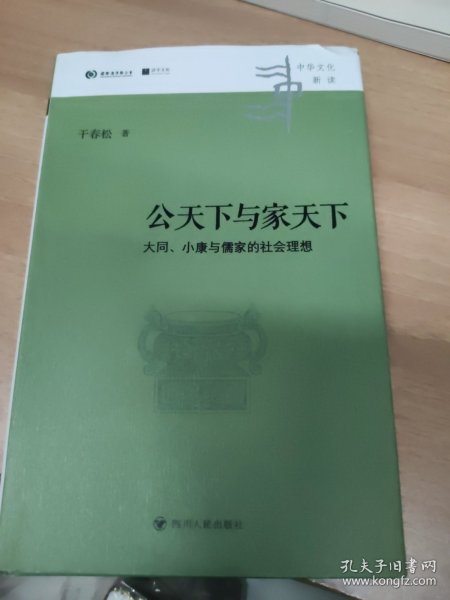 中华文化
新读
干春松 著
公天下与家天下
大同、小康与儒家的社会理想
四川人民出版社
孔夫子旧书网
www.kongfz.com